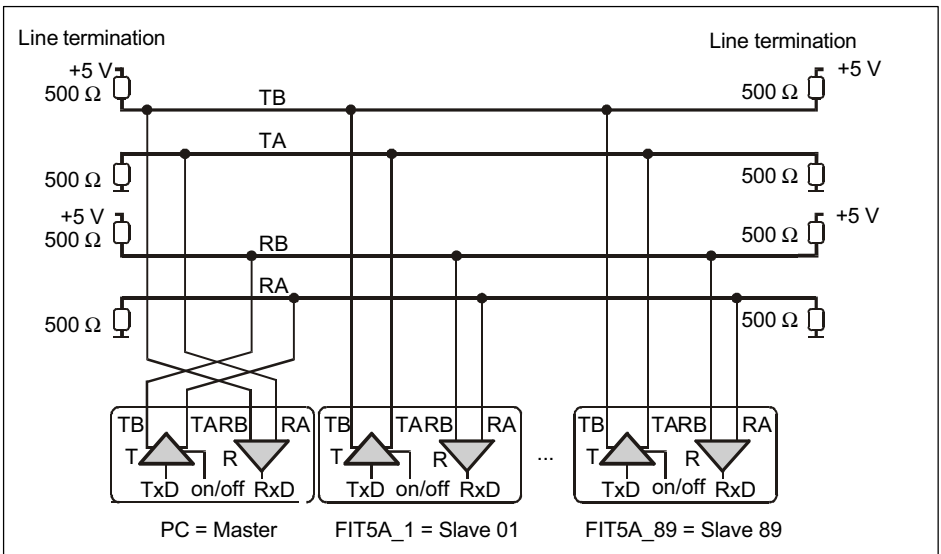 Line termination
Line termination
+5 V
+5 V
500 Ω
500 Ω
TB
TA
500 Ω
500 Ω
+5 V
+5 V
500 Ω
500 Ω
RB
RA
500 Ω
500 Ω
TB TARB RA TB TARB RA TB TARB RA
T R T R ... T R
TxD on/off RxD TxD on/off RxD TxD on/off RxD
PC = Master FIT5A_1 = Slave 01 FIT5A_89 = Slave 89